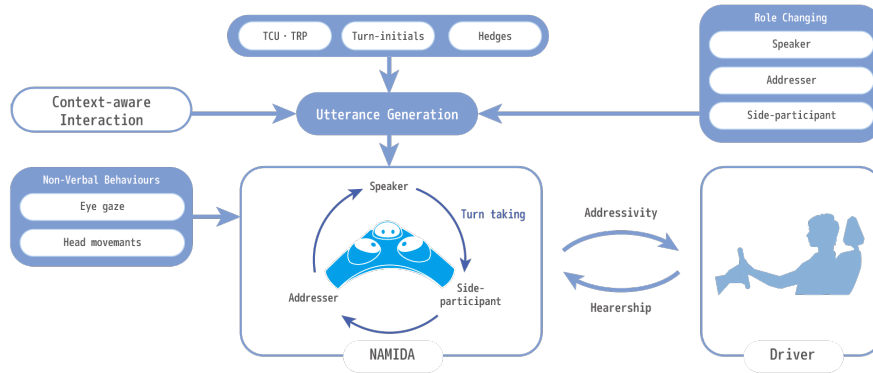 TCU・TRP
Turn-initials
Hedges
Role Changing
Speaker
Addresser
Side-participant
Context-aware
Interaction
Utterance Generation
Non-Verbal Behaviours
Eye gaze
Head movemants
Speaker
Turn taking
Addresser
Side-
participant
NAMIDA
Addressivity
Hearership
Driver